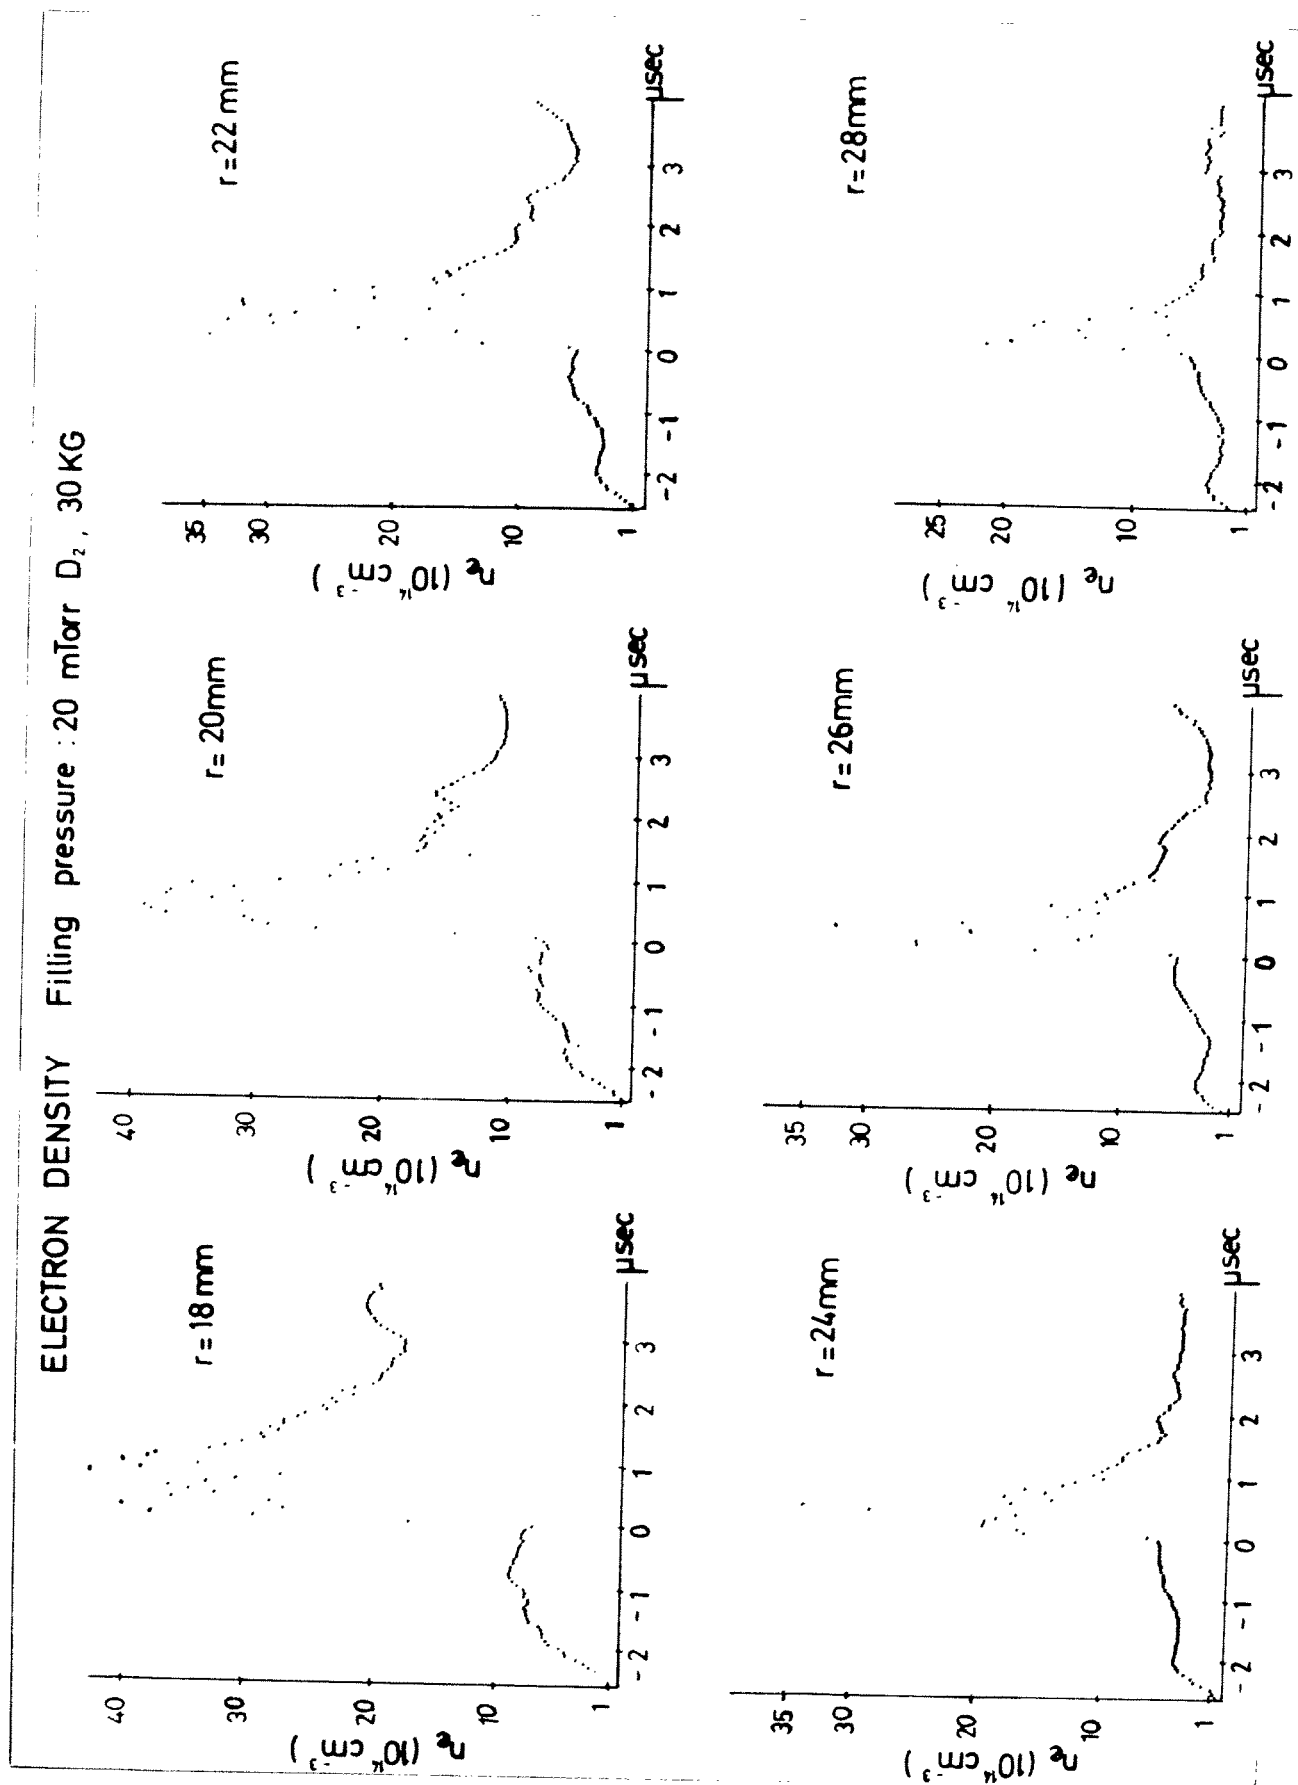 ELECTRON DENSITY Filling pressure : 20 mTorr D₂, 30 KG
r = 18 mm
nₑ (10¹⁴ cm⁻³)
40
30
20
10
1
-2 -1 0 1 2 3 μsec
r = 20mm
nₑ (10¹⁴ cm⁻³)
40
30
20
10
1
-2 -1 0 1 2 3 μsec
r = 22 mm
nₑ (10¹⁴ cm⁻³)
35
30
20
10
1
-2 -1 0 1 2 3 μsec
r = 24mm
nₑ (10¹⁴ cm⁻³)
35
30
20
10
1
-2 -1 0 1 2 3 μsec
r = 26mm
nₑ (10¹⁴ cm⁻³)
35
30
20
10
1
-2 -1 0 1 2 3 μsec
r = 28mm
nₑ (10¹⁴ cm⁻³)
25
20
10
1
-2 -1 0 1 2 3 μsec